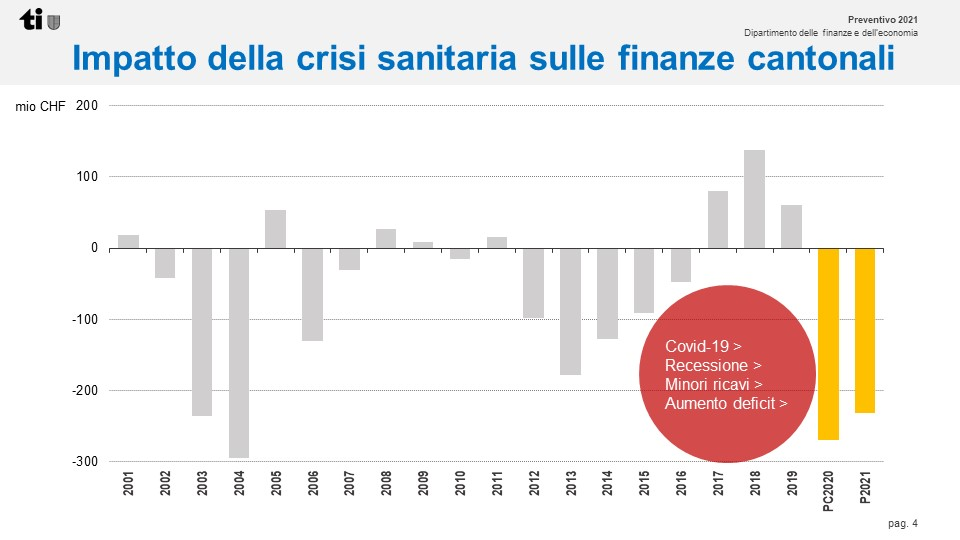 ti
Preventivo 2021
Dipartimento delle finanze e dell'economia
Impatto della crisi sanitaria sulle finanze cantonali
mio CHF
200
100
0
-100
-200
-300
Covid-19 >
Recessione >
Minori ricavi >
Aumento deficit >
2001
2002
2003
2004
2005
2006
2007
2008
2009
2010
2011
2012
2013
2014
2015
2016
2017
2018
2019
PC2020
P2021
pag. 4